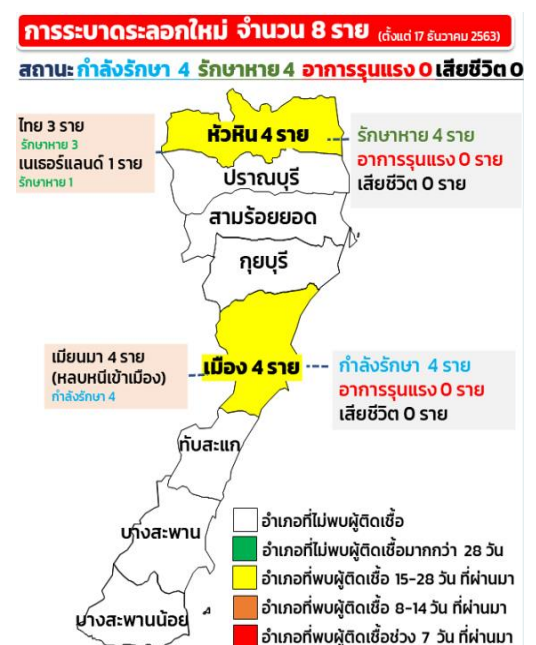 การระบาดระลอกใหม่ จำนวน 8 ราย (ตั้งแต่ 17 ธันวาคม 2563)
สถานะ กำลังรักษา 4 รักษาหาย 4 อาการรุนแรง 0 เสียชีวิต 0
ไทย 3 ราย
รักษาหาย 3
เนเธอร์แลนด์ 1 ราย
รักษาหาย 1
หัวหิน 4 ราย
รักษาหาย 4 ราย
อาการรุนแรง 0 ราย
เสียชีวิต 0 ราย
ปราณบุรี
สามร้อยยอด
กุยบุรี
เมียนมา 4 ราย
(หลบหนีเข้าเมือง)
กำลังรักษา 4
เมือง 4 ราย
กำลังรักษา 4 ราย
อาการรุนแรง 0 ราย
เสียชีวิต 0 ราย
ทับสะแก
บางสะพาน
บางสะพานน้อย
อำเภอที่ไม่พบผู้ติดเชื้อ
อำเภอที่ไม่พบผู้ติดเชื้อมากกว่า 28 วัน
อำเภอที่พบผู้ติดเชื้อ 15-28 วัน ที่ผ่านมา
อำเภอที่พบผู้ติดเชื้อ 8-14 วัน ที่ผ่านมา
อำเภอที่พบผู้ติดเชื้อช่วง 7 วัน ที่ผ่านมา